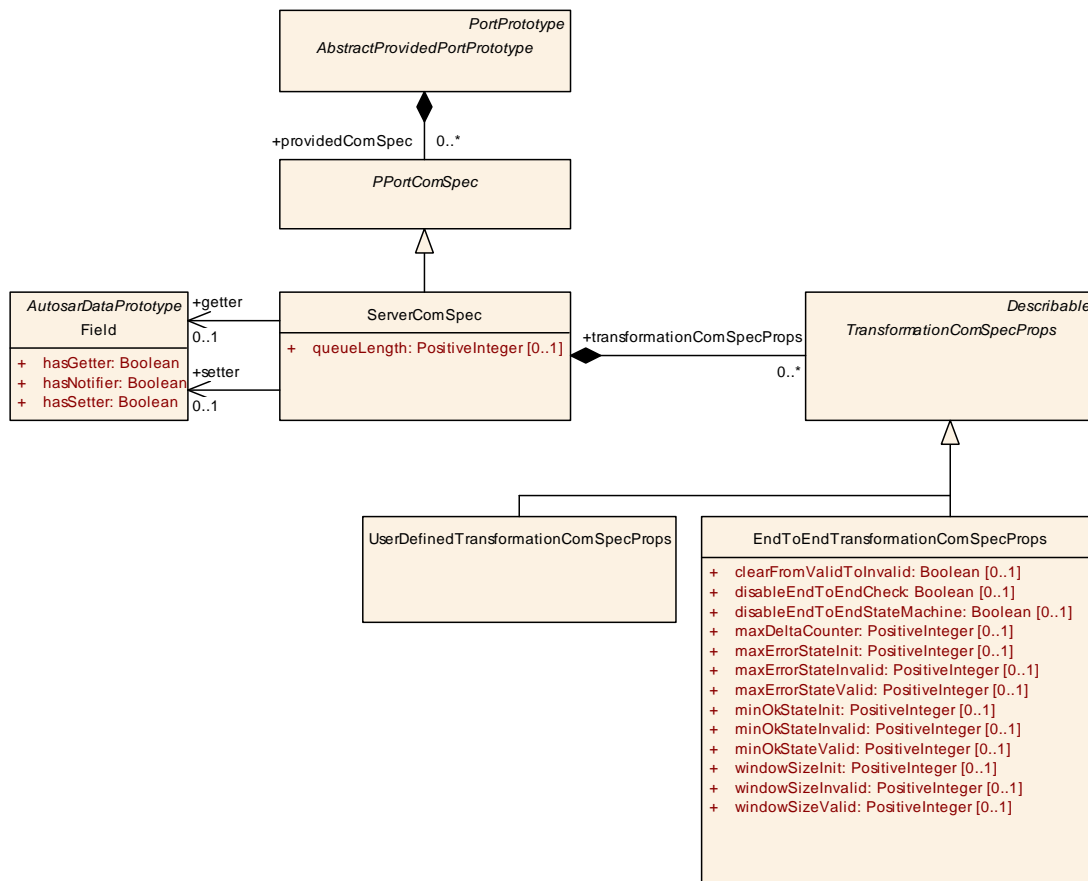 PortPrototype
AbstractProvidedPortPrototype
+providedComSpec 0..*
PPortComSpec
AutosarDataPrototype
Field
+ hasGetter: Boolean
+ hasNotifier: Boolean
+ hasSetter: Boolean
+getter
0..1
+setter
0..1
ServerComSpec
+ queueLength: PositiveInteger [0..1]
+transformationComSpecProps
0..*
Describable
TransformationComSpecProps
UserDefinedTransformationComSpecProps
EndToEndTransformationComSpecProps
+ clearFromValidToInvalid: Boolean [0..1]
+ disableEndToEndCheck: Boolean [0..1]
+ disableEndToEndStateMachine: Boolean [0..1]
+ maxDeltaCounter: PositiveInteger [0..1]
+ maxErrorStateInit: PositiveInteger [0..1]
+ maxErrorStateInvalid: PositiveInteger [0..1]
+ maxErrorStateValid: PositiveInteger [0..1]
+ minOkStateInit: PositiveInteger [0..1]
+ minOkStateInvalid: PositiveInteger [0..1]
+ minOkStateValid: PositiveInteger [0..1]
+ windowSizeInit: PositiveInteger [0..1]
+ windowSizeInvalid: PositiveInteger [0..1]
+ windowSizeValid: PositiveInteger [0..1]